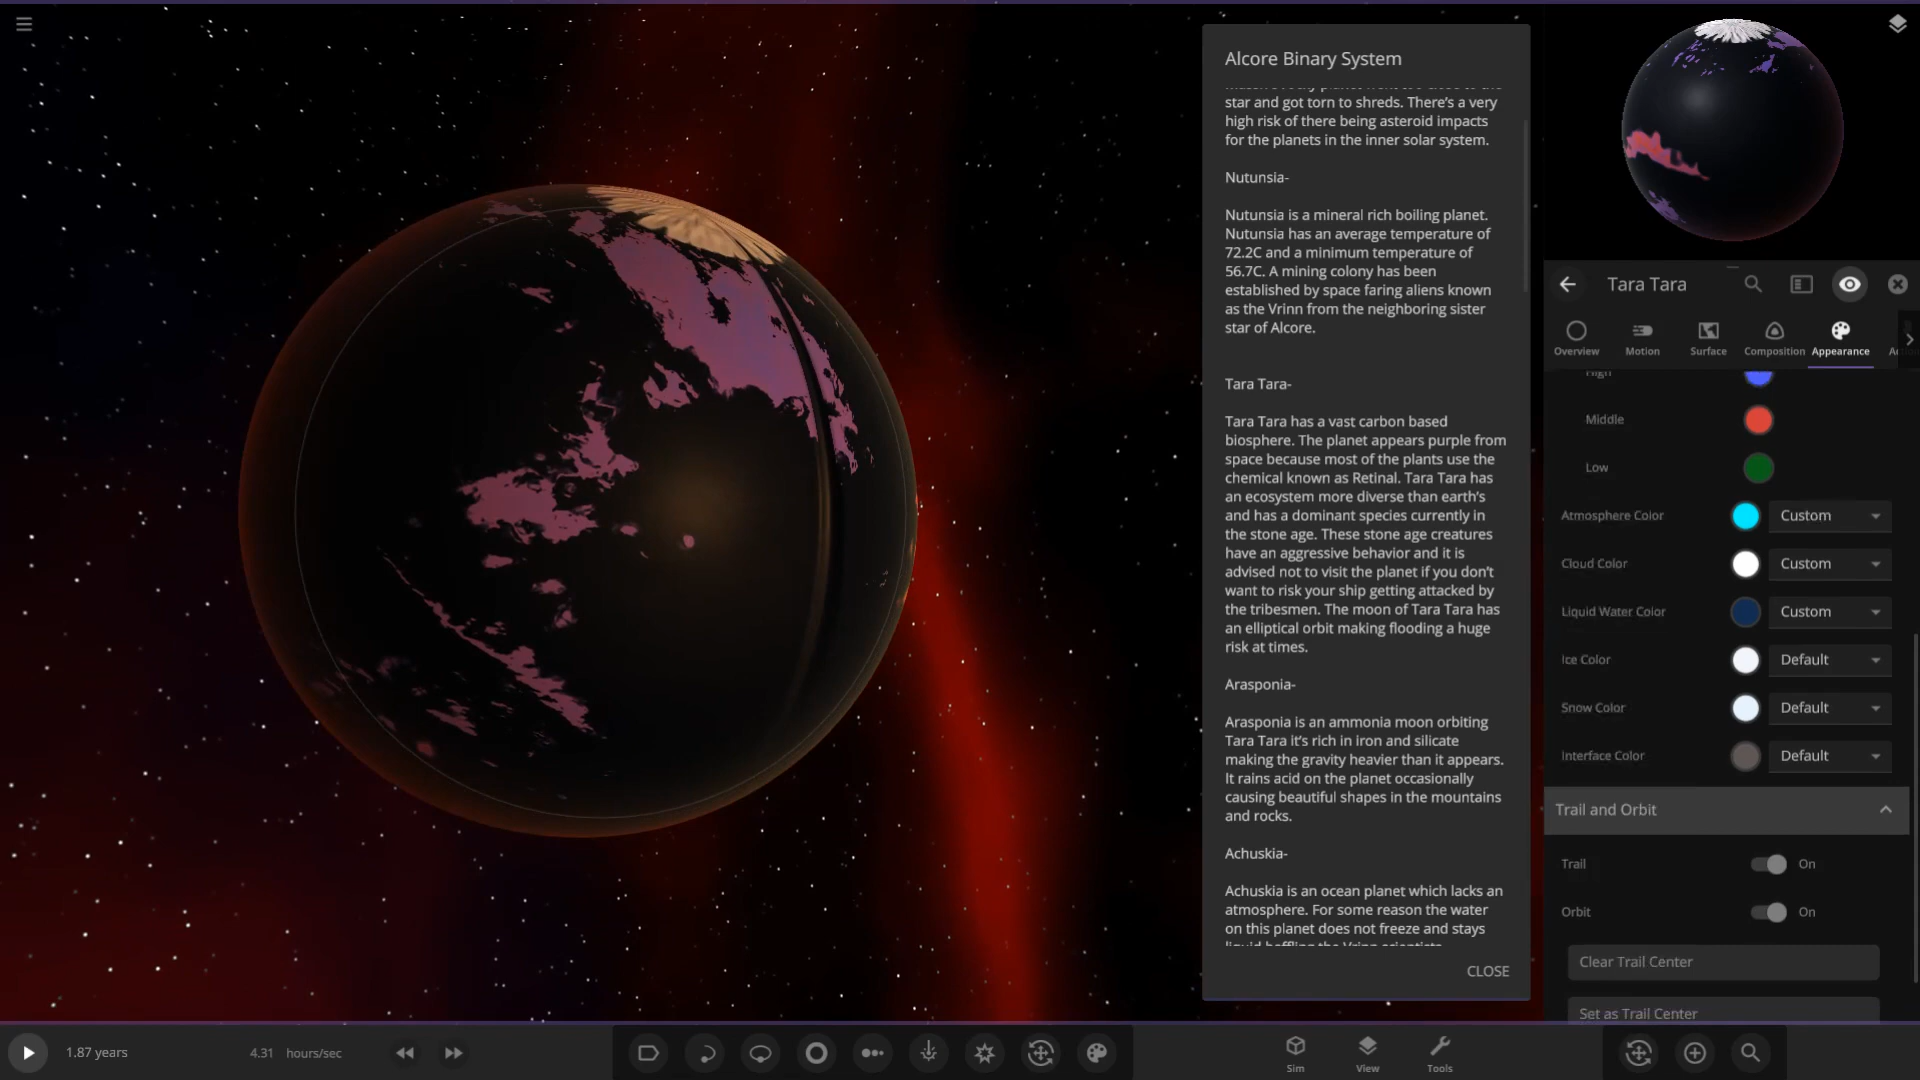 Alcore Binary System
star and got torn to shreds. There's a very
high risk of there being asteroid impacts
for the planets in the inner solar system.
Nutunsia-
Nutunsia is a mineral rich boiling planet.
Nutunsia has an average temperature of
72.2C and a minimum temperature of
56.7C. A mining colony has been
established by space faring aliens known
as the Vrinn from the neighboring sister
star of Alcore.
Tara Tara-
Tara Tara has a vast carbon based
biosphere. The planet appears purple from
space because most of the plants use the
chemical known as Retinal. Tara Tara has
an ecosystem more diverse than earth's
and has a dominant species currently in
the stone age. These stone age creatures
have an aggressive behavior and it is
advised not to visit the planet if you don't
want to risk your ship getting attacked by
the tribesmen. The moon of Tara Tara has
an elliptical orbit making flooding a huge
risk at times.
Arasponia-
Arasponia is an ammonia moon orbiting
Tara Tara it's rich in iron and silicate
making the gravity heavier than it appears.
It rains acid on the planet occasionally
causing beautiful shapes in the mountains
and rocks.
Achuskia-
Achuskia is an ocean planet which lacks an
atmosphere. For some reason the water
on this planet does not freeze and stays
liquid baffling the Vrinn scientists
CLOSE
Tara Tara
Overview Motion Surface Composition Appearance
High
Middle
Low
Atmosphere Color Custom
Cloud Color Custom
Liquid Water Color Custom
Ice Color Default
Snow Color Default
Interface Color Default
Trail and Orbit
Trail On
Orbit On
Clear Trail Center
Set as Trail Center
1.87 years 4.31 hours/sec
Sim View Tools